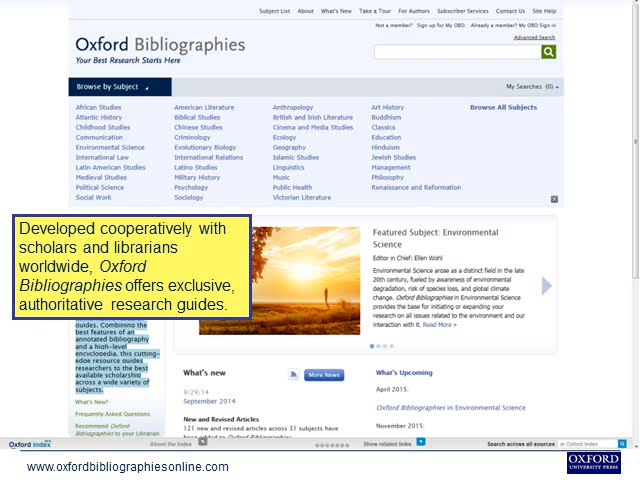 Subject List About What's New Take a Tour For Authors Subscriber Services Contact Us Site Help
Not a member? Sign up for My OBO. Already a member? My OBO Sign in
Advanced Search
Oxford Bibliographies
Your Best Research Starts Here
Browse by Subject
My Searches (0)
African Studies
Atlantic History
Childhood Studies
Communication
Environmental Science
International Law
Latin American Studies
Medieval Studies
Political Science
Social Work
American Literature
Biblical Studies
Chinese Studies
Criminology
Evolutionary Biology
International Relations
Latino Studies
Military History
Psychology
Sociology
Anthropology
British and Irish Literature
Cinema and Media Studies
Ecology
Geography
Islamic Studies
Linguistics
Music
Public Health
Victorian Literature
Art History
Buddhism
Classics
Education
Hinduism
Jewish Studies
Management
Philosophy
Renaissance and Reformation
Browse All Subjects
Developed cooperatively with
scholars and librarians
worldwide, Oxford
Bibliographies offers exclusive,
authoritative research guides.
guides. Combining the
best features of an
annotated bibliography
and a high-level
encyclopedia, this cutting-
edge resource guides
researchers to the best
available scholarship
across a wide variety of
subjects.
What's New?
Frequently Asked Questions
Recommend Oxford
Bibliographies to your Librarian
Featured Subject: Environmental
Science
Editor in Chief: Ellen Wohl
Environmental Science arose as a distinct field in the late
20th century, fueled by awareness of environmental
degradation, risk of species loss, and global climate
change. Oxford Bibliographies in Environmental Science
provides the base for initiating or expanding any
research on all issues related to the environment and our
interaction with it. Read More »
What's new
More News
9/29/14
September 2014
New and Revised Articles
121 new and revised articles across 31 subjects have
What's Upcoming
April 2015:
Oxford Bibliographies in Environmental Science
November 2015:
Oxford Index
About the Index
Show related links
Search across all sources
in Oxford Index
www.oxfordbibliographiesonline.com
OXFORD
UNIVERSITY PRESS